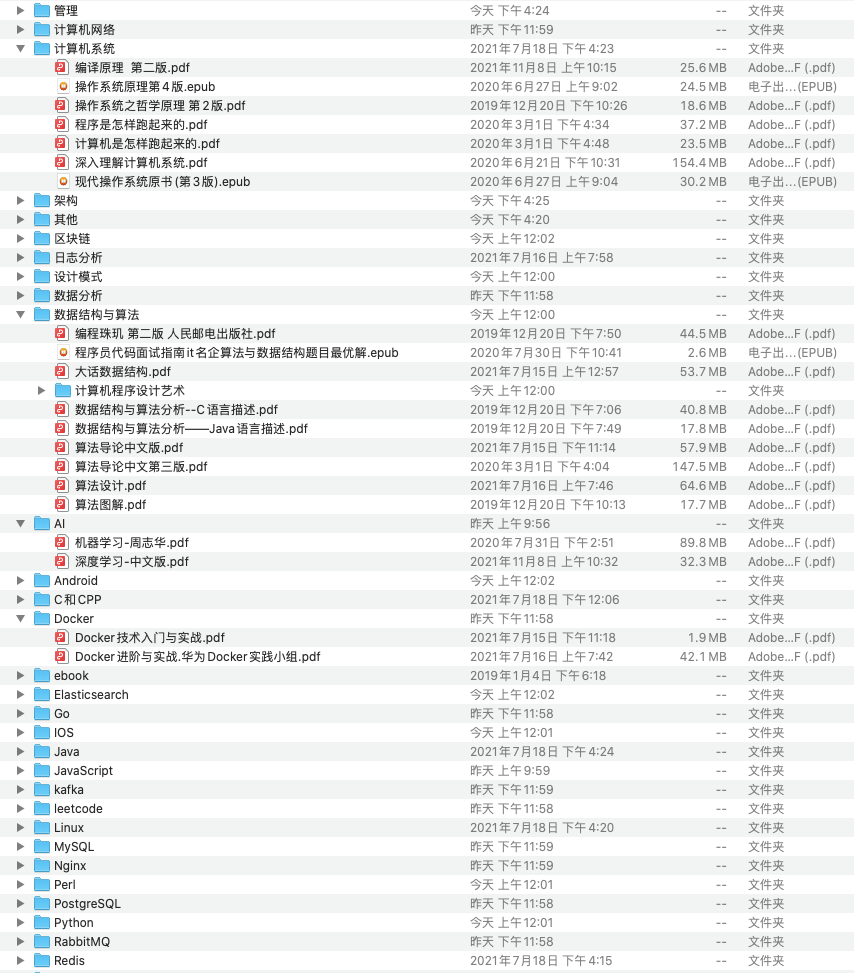 管理 今天 下午4:24 -- 文件夹
计算机网络 昨天 下午11:59 -- 文件夹
计算机系统 2021年7月18日 下午4:23 -- 文件夹
编译原理 第二版.pdf 2021年11月8日 上午10:15 25.6 MB Adobe...F (.pdf)
操作系统原理第4版.epub 2020年6月27日 上午9:02 24.5 MB 电子出...(EPUB)
操作系统之哲学原理 第2版.pdf 2019年12月20日 下午10:26 18.6 MB Adobe...F (.pdf)
程序是怎样跑起来的.pdf 2020年3月1日 下午4:34 37.2 MB Adobe...F (.pdf)
计算机是怎样跑起来的.pdf 2020年3月1日 下午4:48 23.5 MB Adobe...F (.pdf)
深入理解计算机系统.pdf 2020年6月21日 下午10:31 154.4 MB Adobe...F (.pdf)
现代操作系统原书(第3版).epub 2020年6月27日 上午9:04 30.2 MB 电子出...(EPUB)
架构 今天 下午4:25 -- 文件夹
其他 今天 下午4:20 -- 文件夹
区块链 今天 上午12:02 -- 文件夹
日志分析 2021年7月16日 上午7:58 -- 文件夹
设计模式 今天 上午12:00 -- 文件夹
数据分析 昨天 下午11:58 -- 文件夹
数据结构与算法 今天 上午12:00 -- 文件夹
编程珠玑 第二版 人民邮电出版社.pdf 2019年12月20日 下午7:50 44.5 MB Adobe...F (.pdf)
程序员代码面试指南it名企算法与数据结构题目最优解.epub 2020年7月30日 下午10:41 2.6 MB 电子出...(EPUB)
大话数据结构.pdf 2021年7月15日 上午12:57 53.7 MB Adobe...F (.pdf)
计算机程序设计艺术 今天 上午12:00 -- 文件夹
数据结构与算法分析--C语言描述.pdf 2019年12月20日 下午7:06 40.8 MB Adobe...F (.pdf)
数据结构与算法分析——Java语言描述.pdf 2019年12月20日 下午7:49 17.8 MB Adobe...F (.pdf)
算法导论中文版.pdf 2021年7月15日 下午11:14 57.9 MB Adobe...F (.pdf)
算法导论中文第三版.pdf 2020年3月1日 下午4:04 147.5 MB Adobe...F (.pdf)
算法设计.pdf 2021年7月16日 上午7:46 64.6 MB Adobe...F (.pdf)
算法图解.pdf 2019年12月20日 下午10:13 17.7 MB Adobe...F (.pdf)
AI 昨天 上午9:56 -- 文件夹
机器学习-周志华.pdf 2020年7月31日 下午2:51 89.8 MB Adobe...F (.pdf)
深度学习-中文版.pdf 2021年11月8日 上午10:32 32.3 MB Adobe...F (.pdf)
Android 今天 上午12:02 -- 文件夹
C和CPP 2021年7月18日 下午12:06 -- 文件夹
Docker 昨天 下午11:58 -- 文件夹
Docker技术入门与实战.pdf 2021年7月15日 下午11:18 1.9 MB Adobe...F (.pdf)
Docker进阶与实战.华为Docker实践小组.pdf 2021年7月16日 上午7:42 42.1 MB Adobe...F (.pdf)
ebook 2019年1月4日 下午6:18 -- 文件夹
Elasticsearch 今天 上午12:02 -- 文件夹
Go 昨天 下午11:58 -- 文件夹
IOS 今天 上午12:01 -- 文件夹
Java 2021年7月18日 下午4:24 -- 文件夹
JavaScript 昨天 上午9:59 -- 文件夹
kafka 昨天 下午11:59 -- 文件夹
leetcode 昨天 下午11:58 -- 文件夹
Linux 2021年7月18日 下午4:20 -- 文件夹
MySQL 昨天 下午11:59 -- 文件夹
Nginx 昨天 下午11:59 -- 文件夹
Perl 今天 上午12:01 -- 文件夹
PostgreSQL 昨天 下午11:58 -- 文件夹
Python 今天 上午12:01 -- 文件夹
RabbitMQ 昨天 下午11:58 -- 文件夹
Redis 2021年7月18日 下午4:15 -- 文件夹